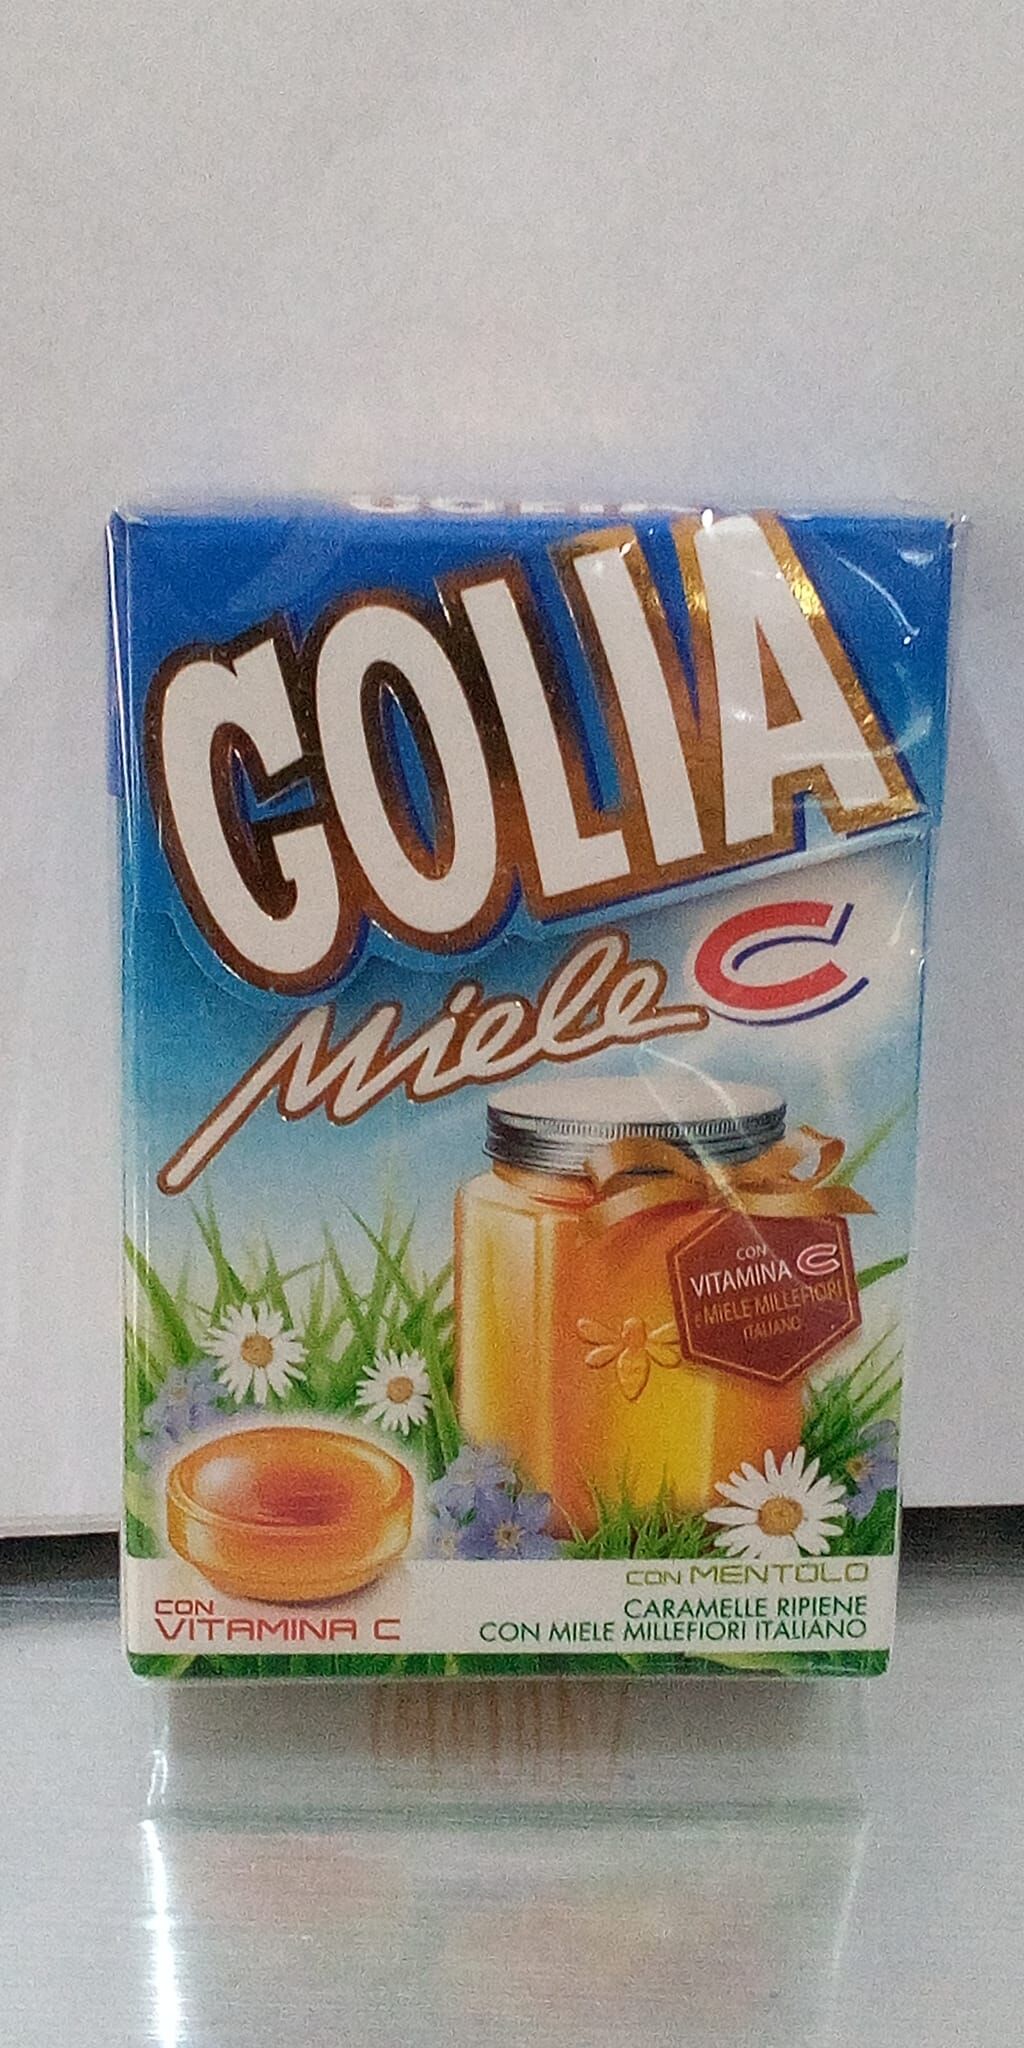 GOLIA
Miele C
CON
VITAMINA C
E MIELE MILLEFIORI
ITALIANO
CON MENTOLO
CON
VITAMINA C
CARAMELLE RIPIENE
CON MIELE MILLEFIORI ITALIANO